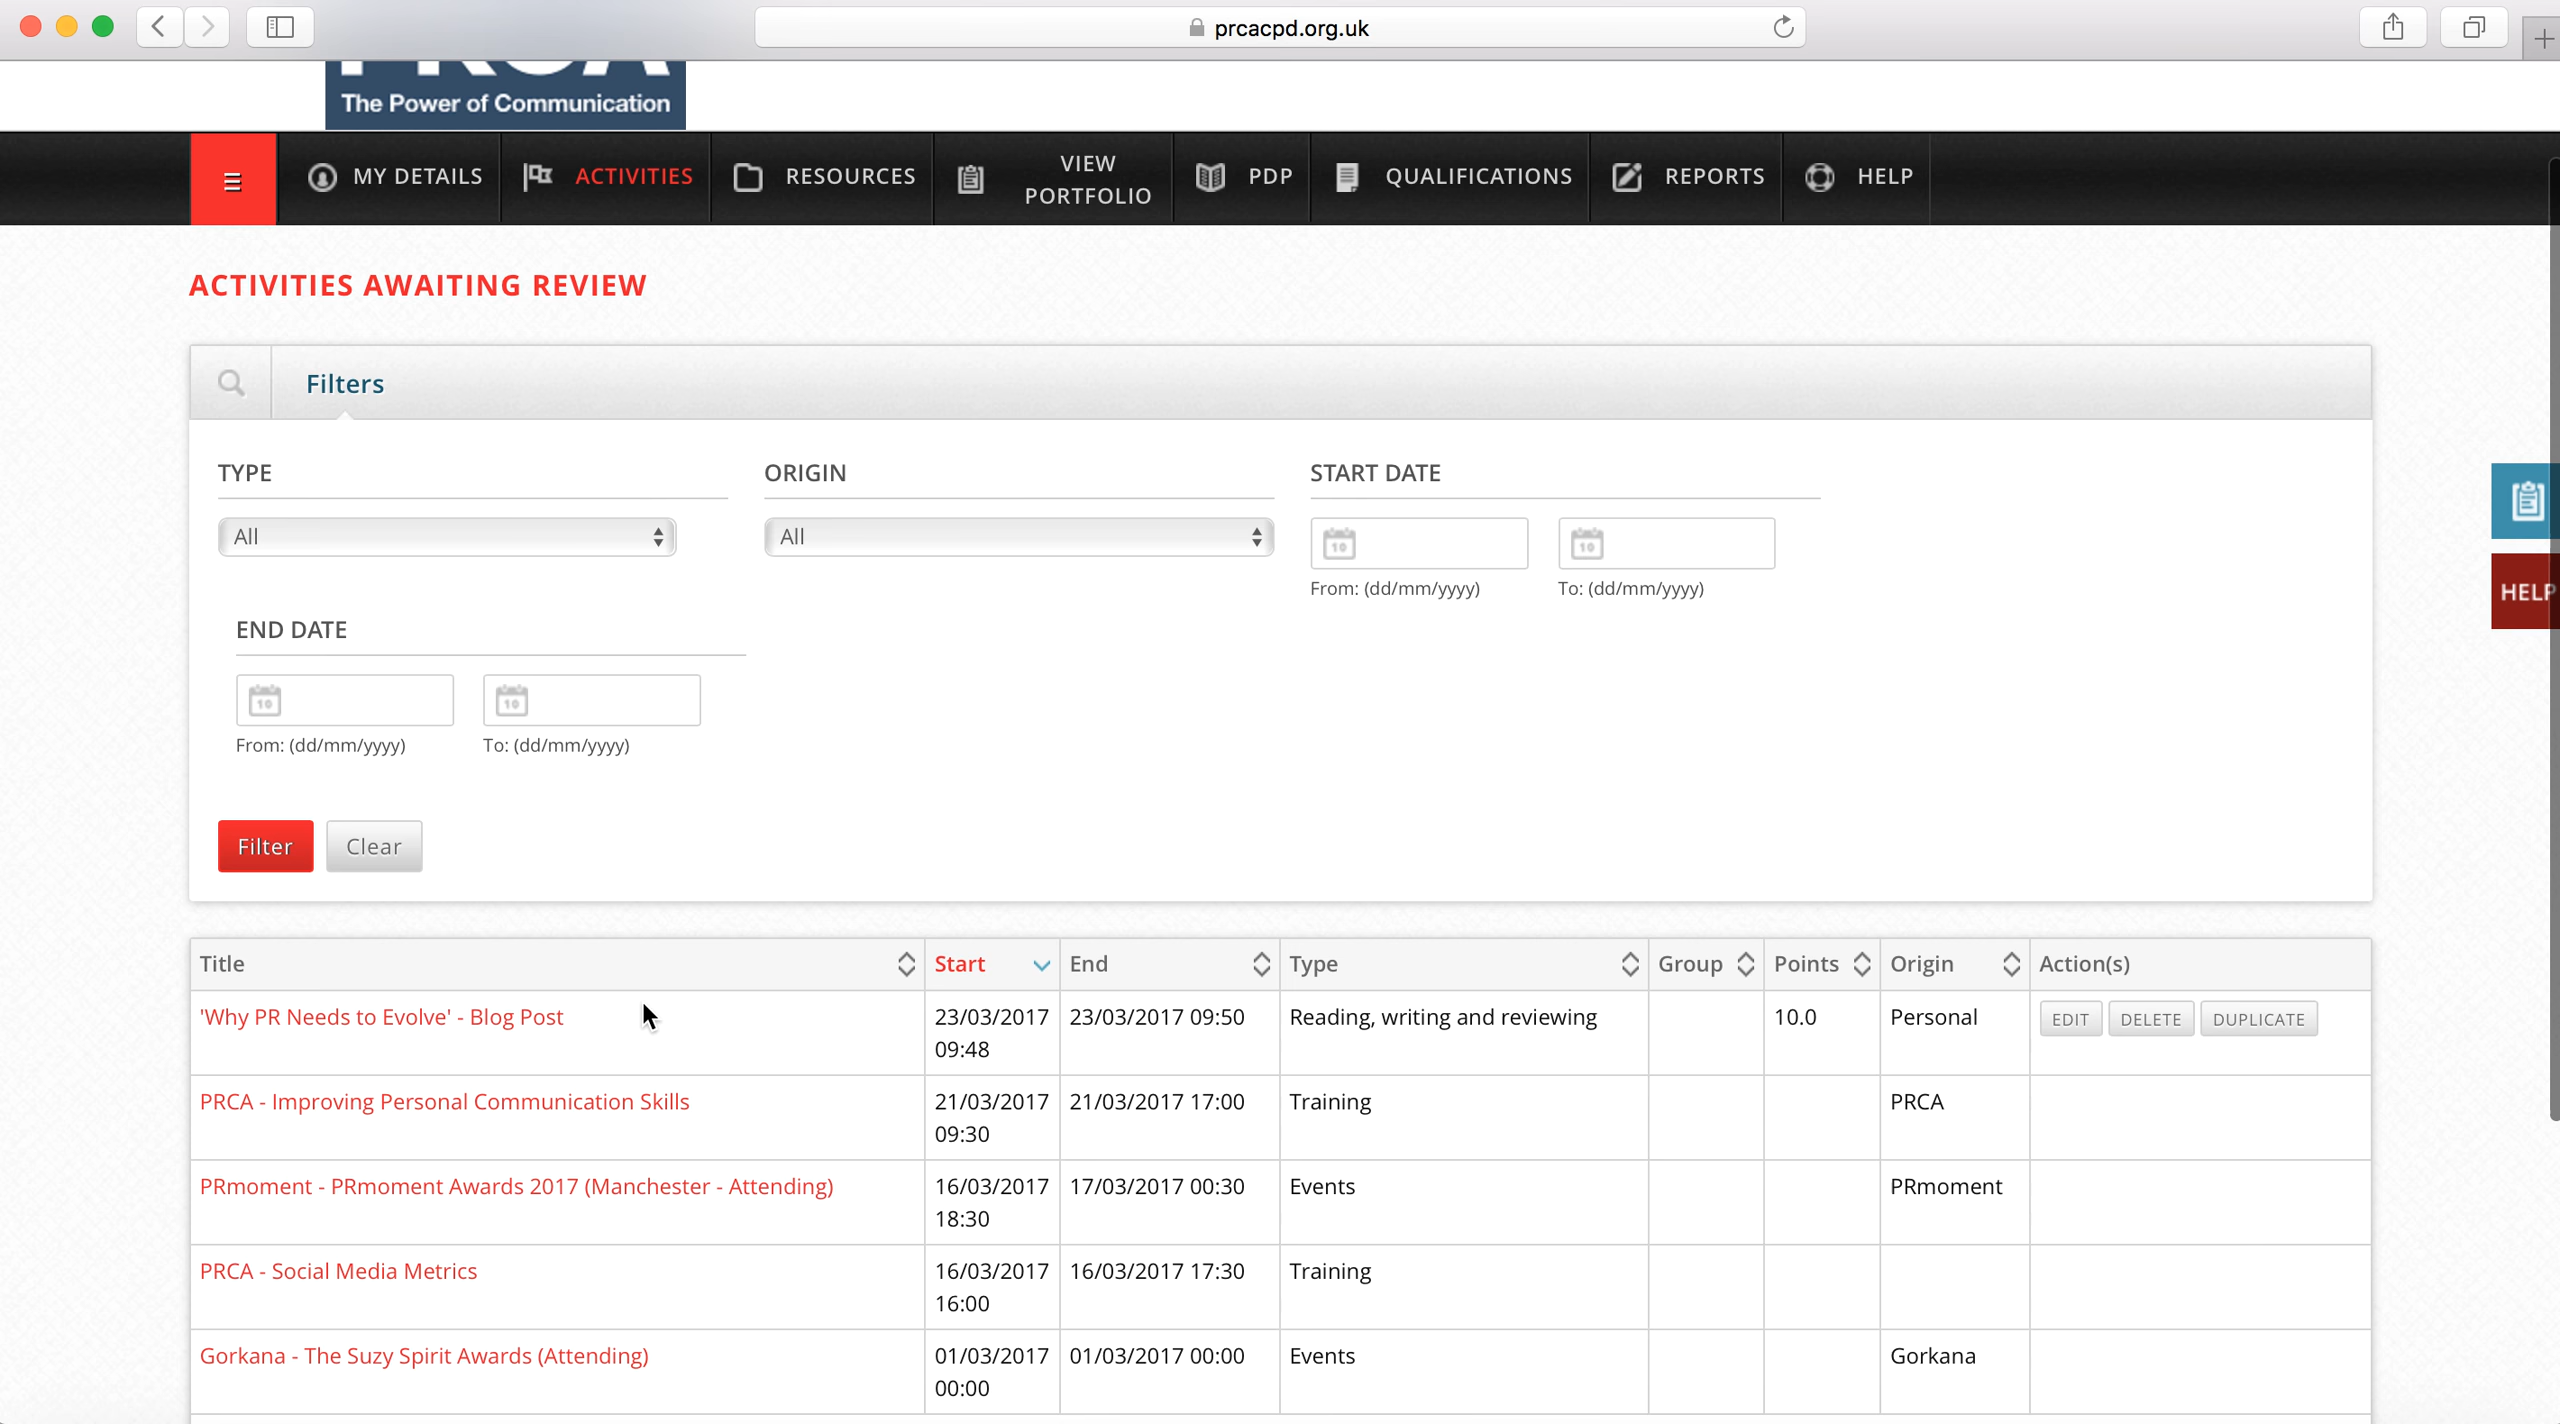 prcacpd.org.uk
PRCA
The Power of Communication
MY DETAILS
ACTIVITIES
RESOURCES
VIEW
PORTFOLIO
PDP
QUALIFICATIONS
REPORTS
HELP
ACTIVITIES AWAITING REVIEW
Filters
TYPE
ORIGIN
START DATE
All
All
10
10
From: (dd/mm/yyyy)
To: (dd/mm/yyyy)
HELP
END DATE
10
10
From: (dd/mm/yyyy)
To: (dd/mm/yyyy)
Filter
Clear
Title Start End Type Group Points Origin Action(s)
'Why PR Needs to Evolve' - Blog Post 23/03/2017 23/03/2017 09:50 Reading, writing and reviewing 10.0 Personal EDIT DELETE DUPLICATE
09:48
PRCA - Improving Personal Communication Skills 21/03/2017 21/03/2017 17:00 Training PRCA
09:30
PRmoment - PRmoment Awards 2017 (Manchester - Attending) 16/03/2017 17/03/2017 00:30 Events PRmoment
18:30
PRCA - Social Media Metrics 16/03/2017 16/03/2017 17:30 Training
16:00
Gorkana - The Suzy Spirit Awards (Attending) 01/03/2017 01/03/2017 00:00 Events Gorkana
00:00